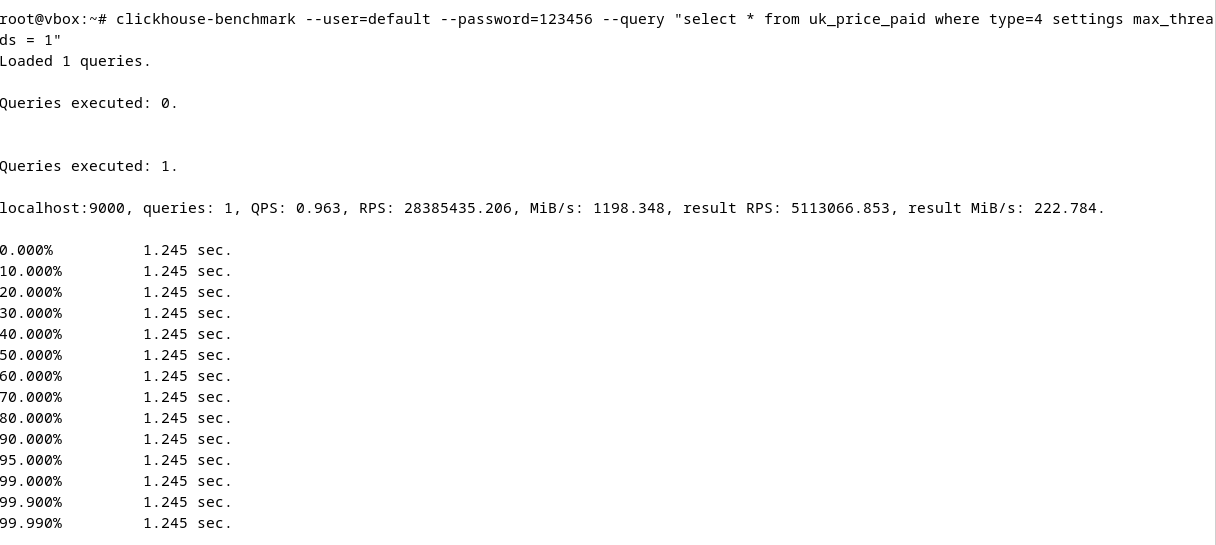 root@vbox:~# clickhouse-benchmark --user=default --password=123456 --query "select * from uk_price_paid where type=4 settings max_threa
ds = 1"
Loaded 1 queries.
Queries executed: 0.
Queries executed: 1.
localhost:9000, queries: 1, QPS: 0.963, RPS: 28385435.206, MiB/s: 1198.348, result RPS: 5113066.853, result MiB/s: 222.784.
0.000% 1.245 sec.
10.000% 1.245 sec.
20.000% 1.245 sec.
30.000% 1.245 sec.
40.000% 1.245 sec.
50.000% 1.245 sec.
60.000% 1.245 sec.
70.000% 1.245 sec.
80.000% 1.245 sec.
90.000% 1.245 sec.
95.000% 1.245 sec.
99.000% 1.245 sec.
99.900% 1.245 sec.
99.990% 1.245 sec.